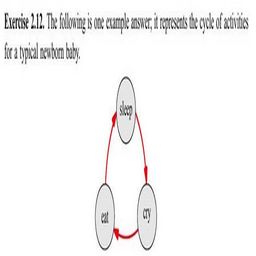 Exercise 2.12. The following is one example answer; it represents the cycle of activities
for a typical newborn baby.
sleep
eat
cry